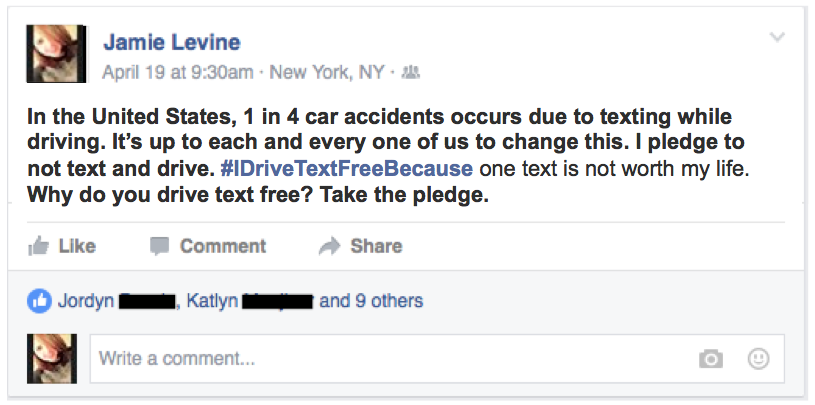 Jamie Levine
April 19 at 9:30am · New York, NY ·
In the United States, 1 in 4 car accidents occurs due to texting while
driving. It’s up to each and every one of us to change this. I pledge to
not text and drive. #IDriveTextFreeBecause one text is not worth my life.
Why do you drive text free? Take the pledge.
Like Comment Share
Jordyn , Katlyn and 9 others
Write a comment...